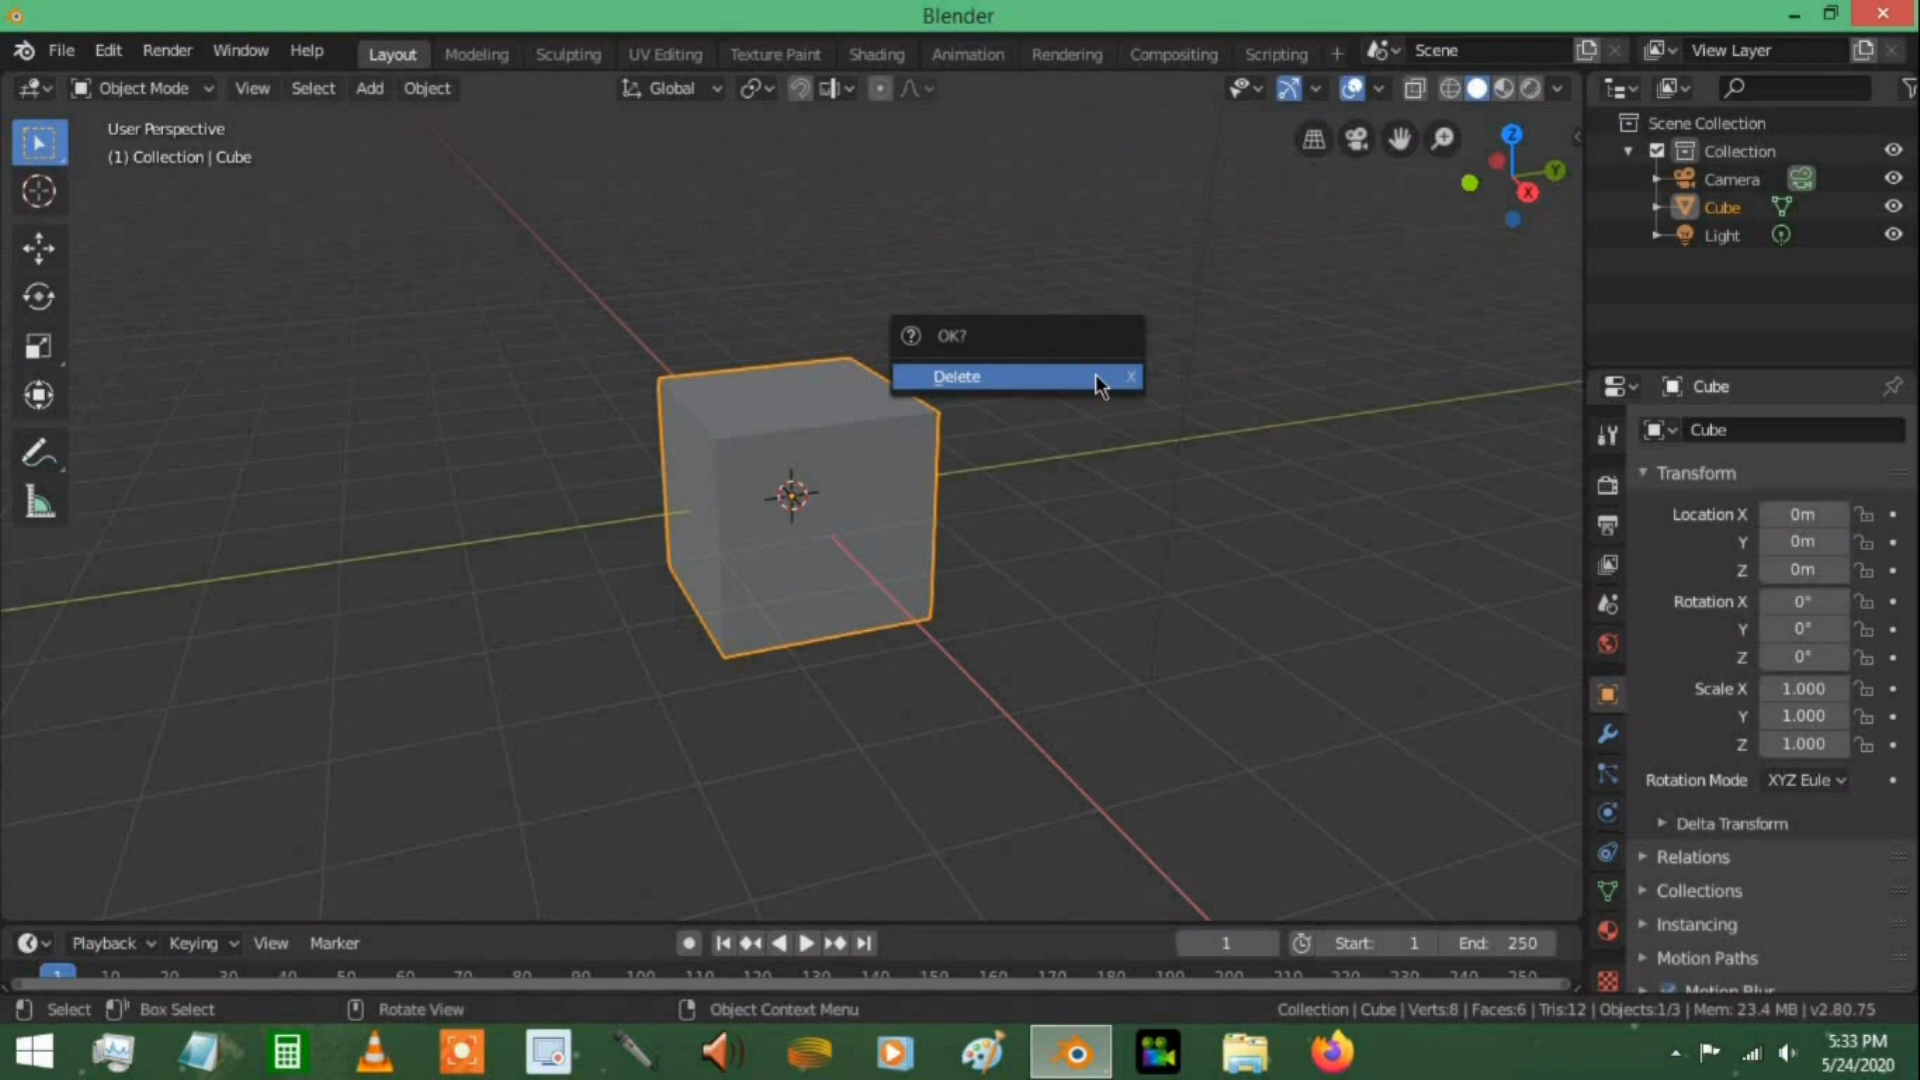 Blender
File Edit Render Window Help
Layout Modeling Sculpting UV Editing Texture Paint Shading Animation Rendering Compositing Scripting +
Scene
View Layer
Object Mode View Select Add Object
Global
User Perspective
(1) Collection | Cube
Z
Y
X
OK?
Delete X
Scene Collection
Collection
Camera
Cube
Light
Cube
Cube
Transform
Location X 0m
Y 0m
Z 0m
Rotation X 0°
Y 0°
Z 0°
Scale X 1.000
Y 1.000
Z 1.000
Rotation Mode XYZ Eule
Delta Transform
Relations
Collections
Instancing
Motion Paths
Motion Blur
Playback Keying View Marker
1
Start: 1 End: 250
1 10 20 30 40 50 60 70 80 90 100 110 120 130 140 150 160 170 180 190 200 210 220 230 240 250
Select Box Select Rotate View Object Context Menu
Collection | Cube | Verts:8 | Faces:6 | Tris:12 | Objects:1/3 | Mem: 23.4 MB | v2.80.75
5:33 PM
5/24/2020